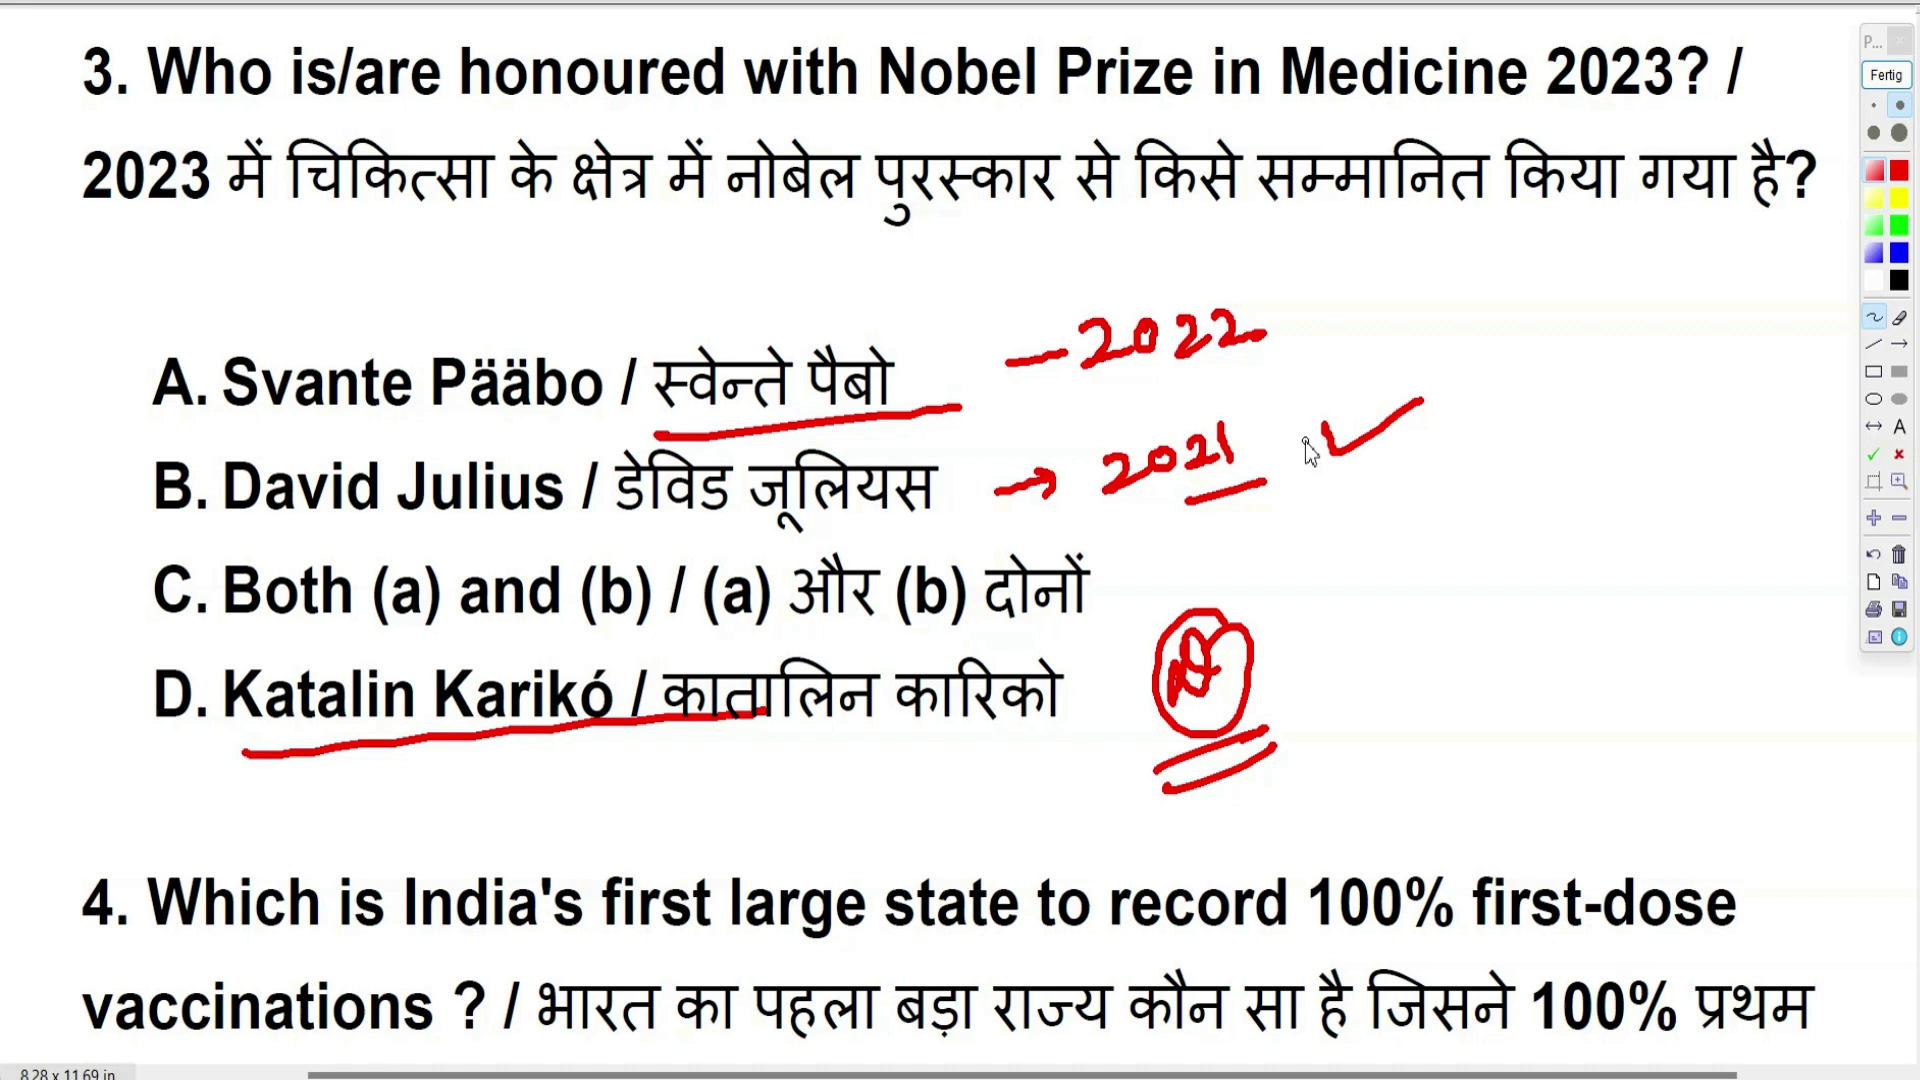 3. Who is/are honoured with Nobel Prize in Medicine 2023? /
2023 में चिकित्सा के क्षेत्र में नोबेल पुरस्कार से किसे सम्मानित किया गया है?
A. Svante Pääbo / स्वेन्ते पैबो
— 2022
B. David Julius / डेविड जूलियस
→ 2021 ✓
C. Both (a) and (b) / (a) और (b) दोनों
D. Katalin Karikó / कातालिन कारिको
4. Which is India's first large state to record 100% first-dose
vaccinations ? / भारत का पहला बड़ा राज्य कौन सा है जिसने 100% प्रथम
P...
Fertig
8.28 x 11.69 in